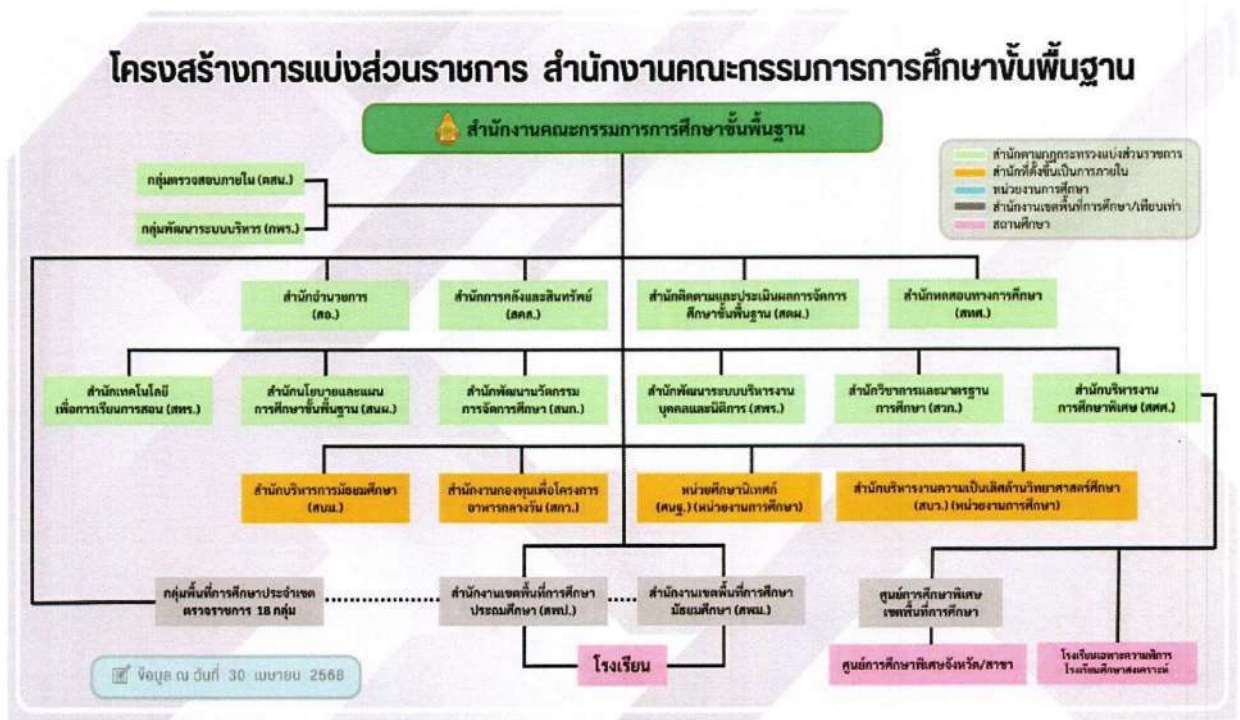 โครงสร้างการแบ่งส่วนราชการ สำนักงานคณะกรรมการการศึกษาขั้นพื้นฐาน
สำนักงานคณะกรรมการการศึกษาขั้นพื้นฐาน
สำนักตามกฎกระทรวงแบ่งส่วนราชการ
สำนักที่ตั้งขึ้นเป็นการภายใน
หน่วยงานการศึกษา
สำนักงานเขตพื้นที่การศึกษา/เทียบเท่า
สถานศึกษา
กลุ่มตรวจสอบภายใน (ตสน.)
กลุ่มพัฒนาระบบบริหาร (กพร.)
สำนักอำนวยการ
(สอ.)
สำนักการคลังและสินทรัพย์
(สคส.)
สำนักติดตามและประเมินผลการจัดการ
ศึกษาขั้นพื้นฐาน (สตผ.)
สำนักทดสอบทางการศึกษา
(สทศ.)
สำนักเทคโนโลยี
เพื่อการเรียนการสอน (สทร.)
สำนักนโยบายและแผน
การศึกษาขั้นพื้นฐาน (สนผ.)
สำนักพัฒนานวัตกรรม
การจัดการศึกษา (สนก.)
สำนักพัฒนาระบบบริหารงาน
บุคคลและนิติการ (สพร.)
สำนักวิชาการและมาตรฐาน
การศึกษา (สวก.)
สำนักบริหารงาน
การศึกษาพิเศษ (สศศ.)
สำนักบริหารการมัธยมศึกษา
(สบม.)
สำนักงานกองทุนเพื่อโครงการ
อาหารกลางวัน (สกว.)
หน่วยศึกษานิเทศก์
(ศนฐ.) (หน่วยงานการศึกษา)
สำนักบริหารงานความเป็นเลิศด้านวิทยาศาสตร์ศึกษา
(สบว.) (หน่วยงานการศึกษา)
กลุ่มพื้นที่การศึกษาประจำเขต
ตรวจราชการ 18 กลุ่ม
สำนักงานเขตพื้นที่การศึกษา
ประถมศึกษา (สพป.)
สำนักงานเขตพื้นที่การศึกษา
มัธยมศึกษา (สพม.)
ศูนย์การศึกษาพิเศษ
เขตพื้นที่การศึกษา
โรงเรียน
ศูนย์การศึกษาพิเศษจังหวัด/สาขา
โรงเรียนเฉพาะความพิการ
โรงเรียนศึกษาสงเคราะห์
ข้อมูล ณ วันที่ 30 เมษายน 2568